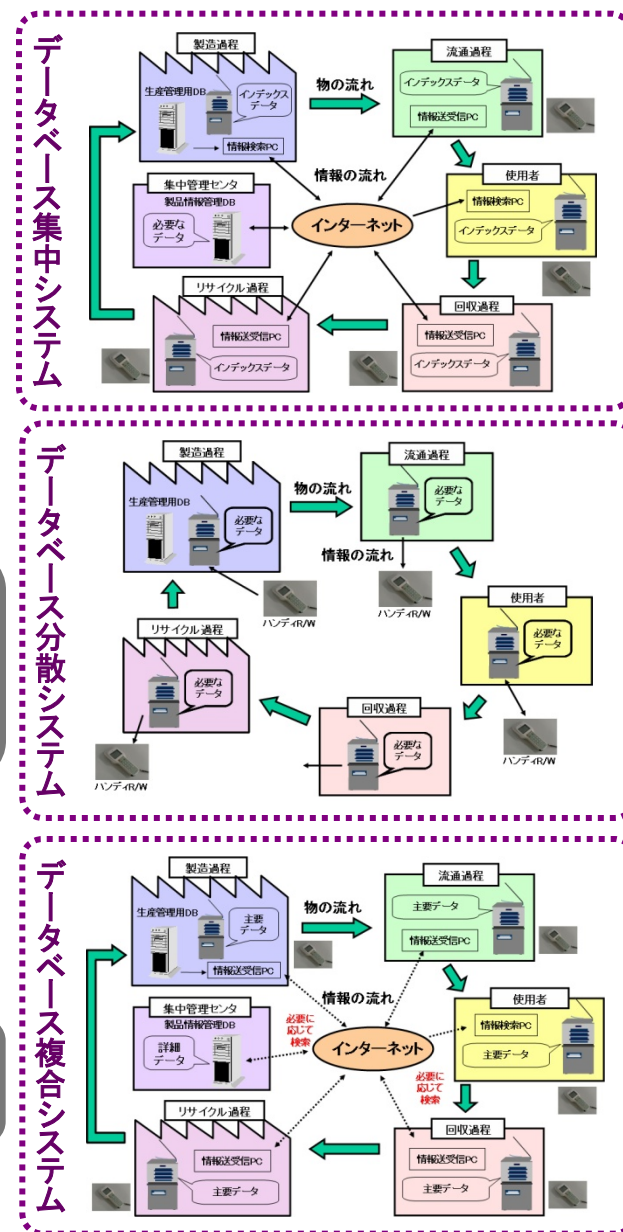 データベース集中システム
製造過程
生産管理用DB
インデックス
データ
情報検索PC
物の流れ
流通過程
インデックスデータ
情報送受信PC
情報の流れ
集中管理センタ
製品情報管理DB
必要な
データ
インターネット
使用者
情報検索PC
インデックスデータ
リサイクル過程
情報送受信PC
インデックスデータ
回収過程
情報送受信PC
インデックスデータ
データベース分散システム
製造過程
生産管理用DB
必要な
データ
物の流れ
流通過程
必要な
データ
情報の流れ
ハンディR/W
ハンディR/W
使用者
必要な
データ
ハンディR/W
リサイクル過程
必要な
データ
ハンディR/W
回収過程
必要な
データ
データベース複合システム
製造過程
生産管理用DB
主要
データ
情報送受信PC
物の流れ
流通過程
主要データ
情報送受信PC
情報の流れ
集中管理センタ
製品情報管理DB
詳細
データ
必要に
応じて
検索
インターネット
使用者
情報検索PC
主要データ
必要に
応じて
検索
リサイクル過程
情報送受信PC
主要データ
回収過程
情報送受信PC
主要データ